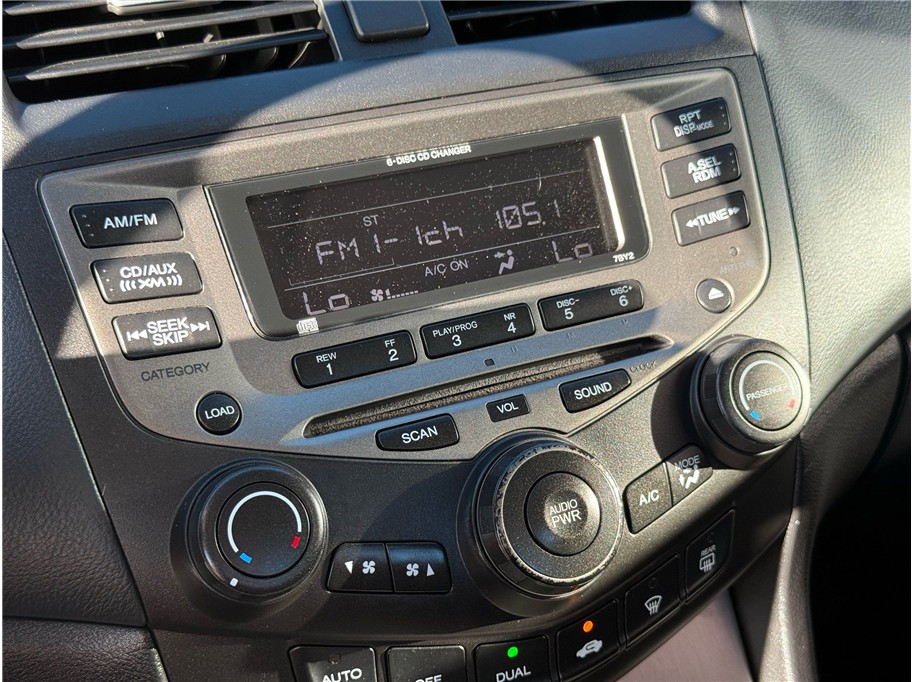 6-DISC CD CHANGER
ST
FM1-1ch 105.1
A/C ON
Lo
Lo
7BY2
AM/FM
CD/AUX
XM
SEEK
SKIP
CATEGORY
LOAD
RPT
DISP MODE
A.SEL
RDM
TUNE
REW
1
FF
2
PLAY/PROG
3
NR
4
DISC-
5
DISC+
6
SCAN
VOL
SOUND
PASSENGER
AUDIO
PWR
A/C
MODE
REAR
AUTO
OFF
DUAL